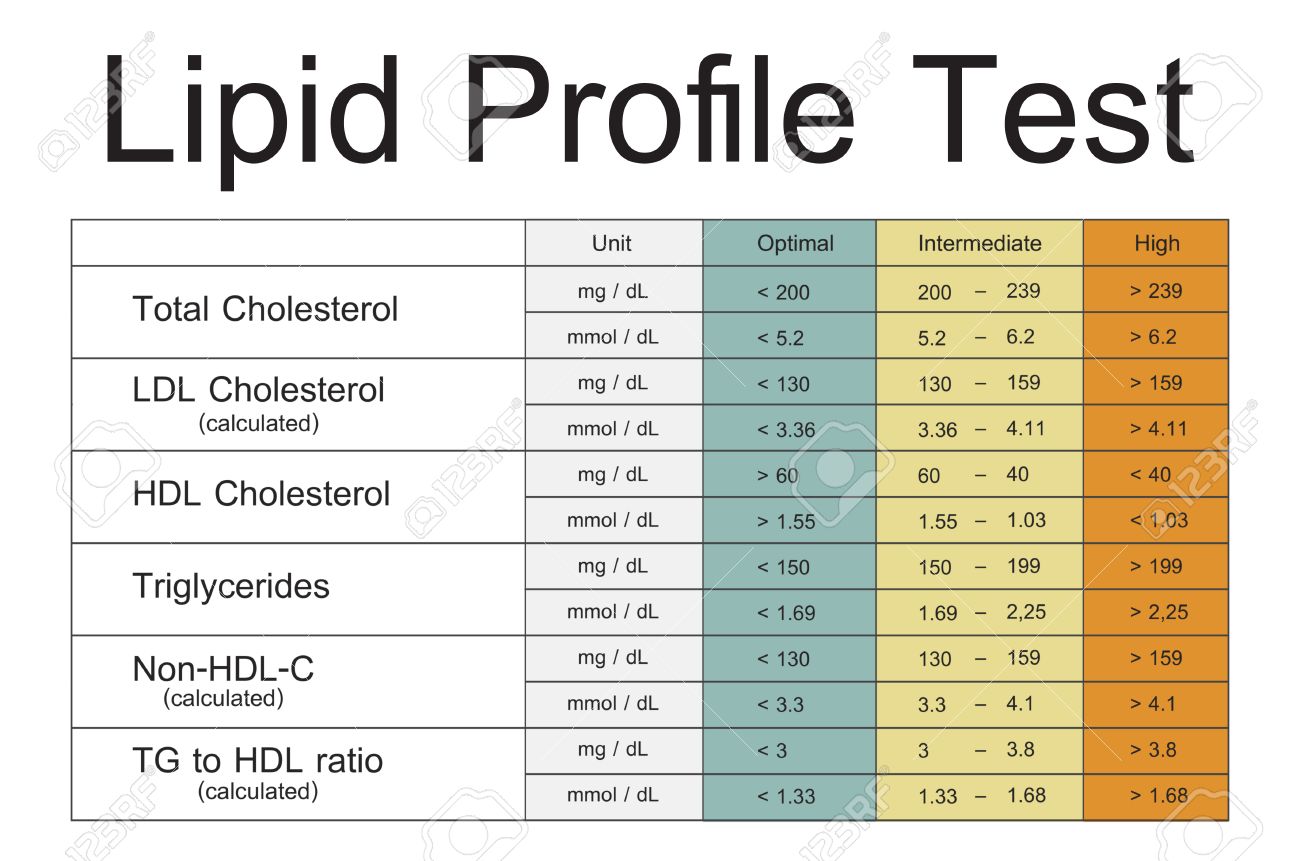 Lipid Profile Test
Unit Optimal Intermediate High
Total Cholesterol
mg / dL < 200 200 – 239 > 239
mmol / dL < 5.2 5.2 – 6.2 > 6.2
LDL Cholesterol
(calculated)
mg / dL < 130 130 – 159 > 159
mmol / dL < 3.36 3.36 – 4.11 > 4.11
HDL Cholesterol
mg / dL > 60 60 – 40 < 40
mmol / dL > 1.55 1.55 – 1.03 < 1.03
Triglycerides
mg / dL < 150 150 – 199 > 199
mmol / dL < 1.69 1.69 – 2,25 > 2,25
Non-HDL-C
(calculated)
mg / dL < 130 130 – 159 > 159
mmol / dL < 3.3 3.3 – 4.1 > 4.1
TG to HDL ratio
(calculated)
mg / dL < 3 3 – 3.8 > 3.8
mmol / dL < 1.33 1.33 – 1.68 > 1.68
123RF
123RF
123RF
123RF
123RF
123RF